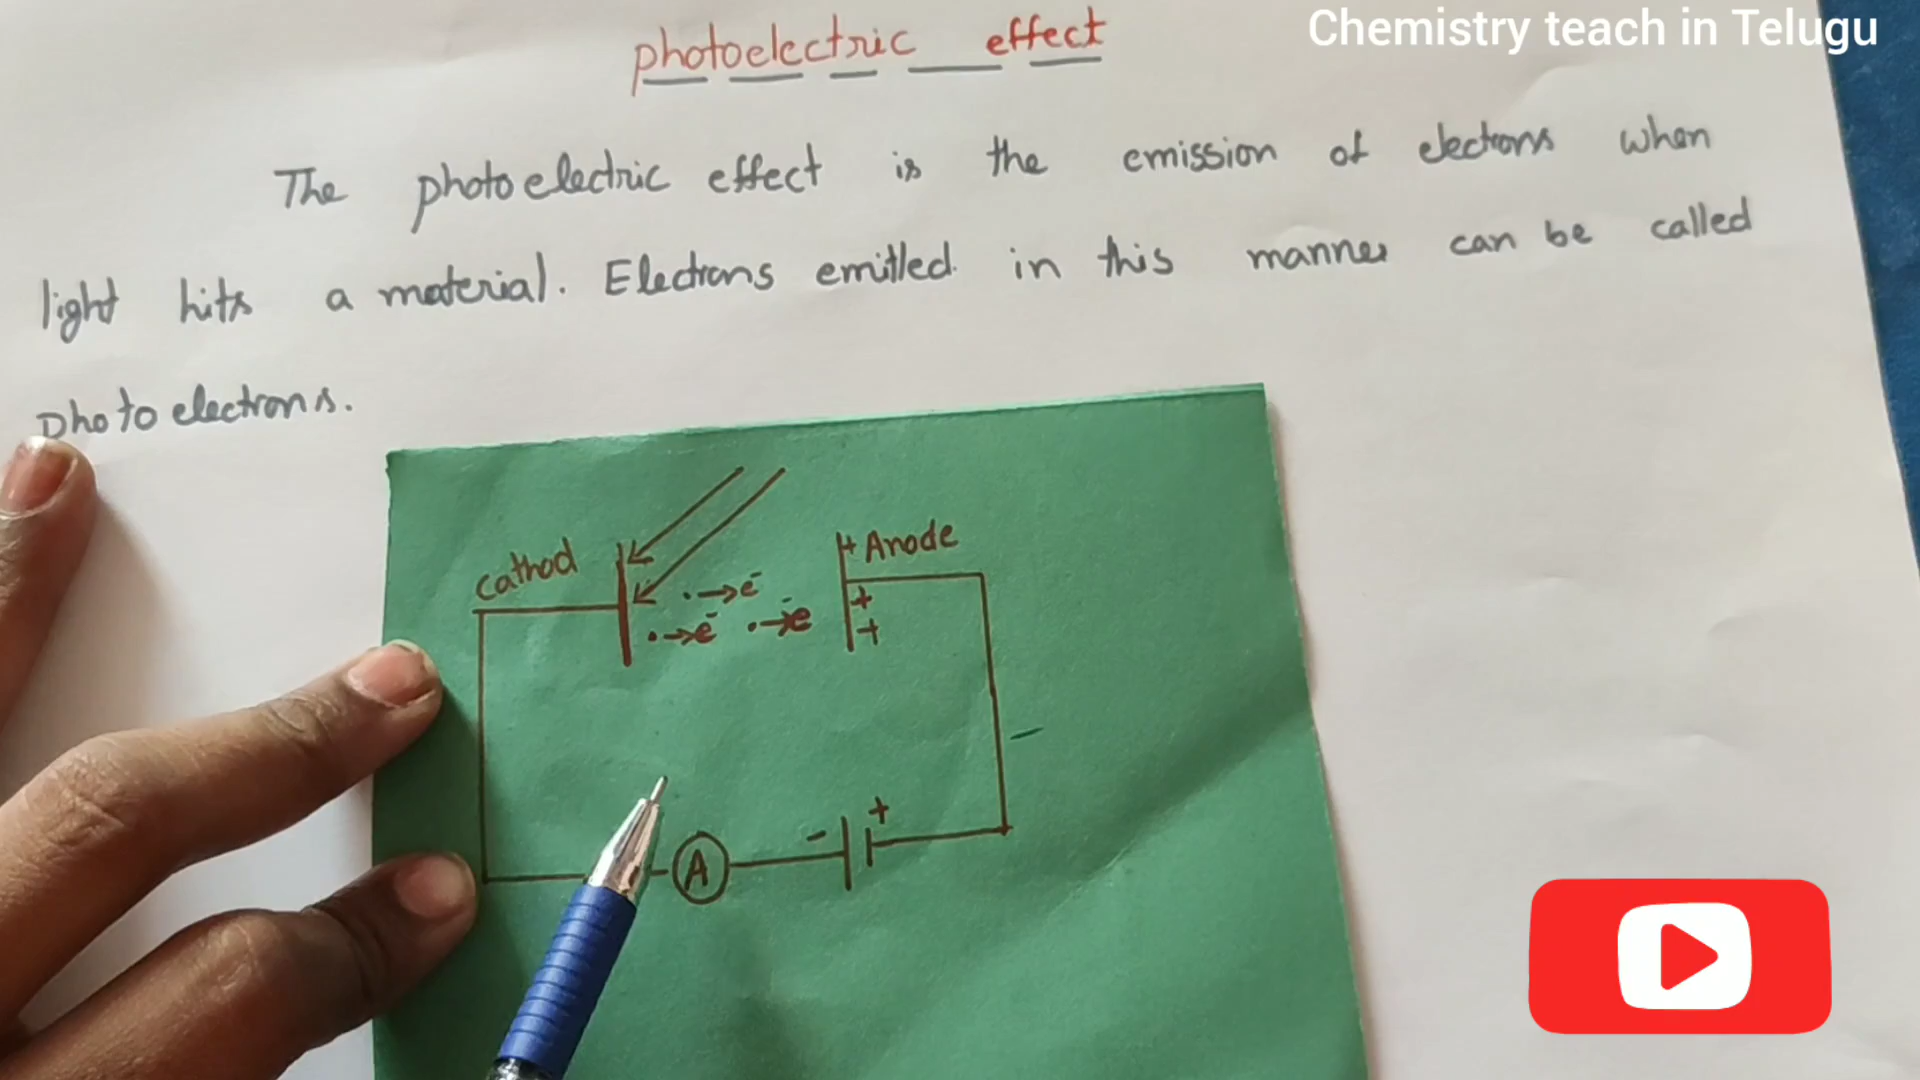 Chemistry teach in Telugu
photoelectric effect
The photoelectric effect is the emission of electrons when
light hits a material. Electrons emitled in this manner can be called
photo electrons.
Cathod
+ Anode
→e⁻
→e⁻ →e⁻
+
+
- +
A